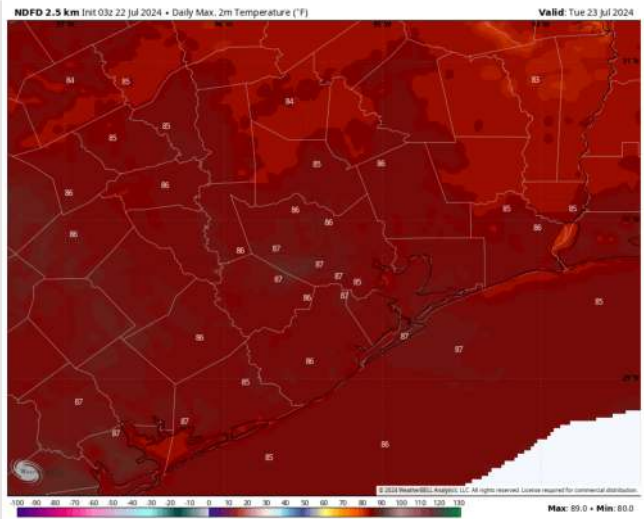 NDFD 2.5 km Init 03z 22 Jul 2024 • Daily Max, 2m Temperature (°F) Valid: Tue 23 Jul 2024
84 85 83
84
85 85
85 86
86 86
86 85 85
86 86
86 87
87 87 85
86 87 85
86 87 87
86
85
87 87
87
85 86
© 2024 WeatherBELL Analytics, LLC. All rights reserved. License required for commercial distribution.
-100 -90 -80 -70 -60 -50 -40 -30 -20 -10 0 10 20 30 40 50 60 70 80 90 100 110 120 130
Max: 89.0 • Min: 80.0